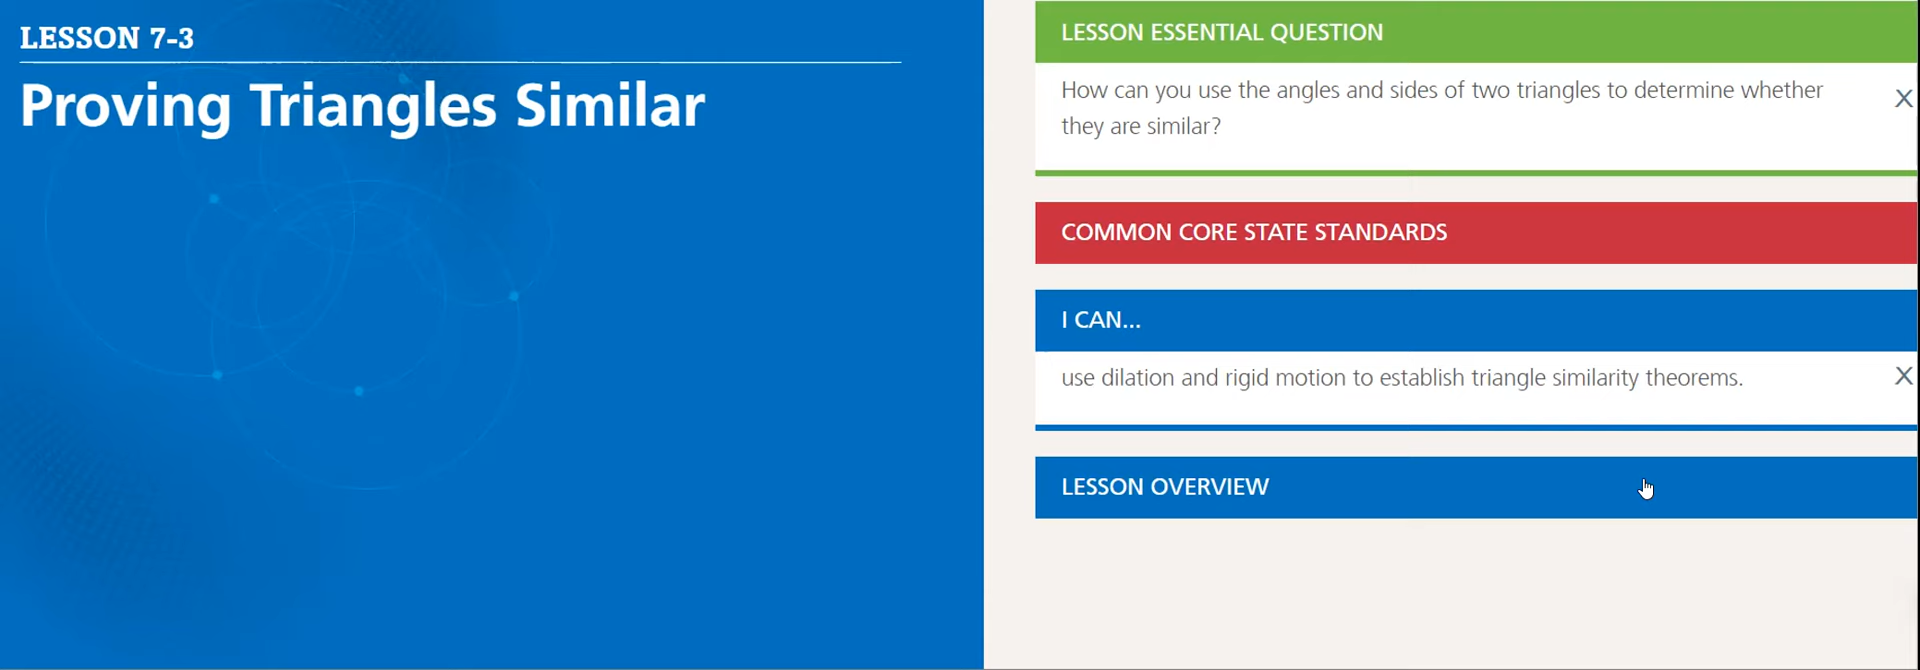 LESSON 7-3
Proving Triangles Similar
LESSON ESSENTIAL QUESTION
How can you use the angles and sides of two triangles to determine whether
they are similar?
X
COMMON CORE STATE STANDARDS
I CAN...
use dilation and rigid motion to establish triangle similarity theorems.
X
LESSON OVERVIEW